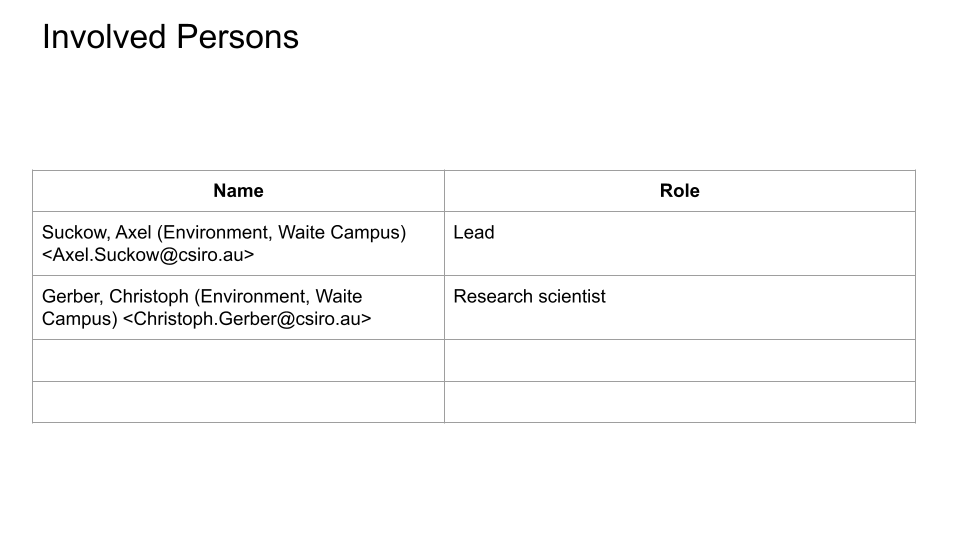 Involved Persons
Name
Role
Suckow, Axel (Environment, Waite Campus)
<Axel.Suckow@csiro.au>
Lead
Gerber, Christoph (Environment, Waite
Campus) <Christoph.Gerber@csiro.au>
Research scientist